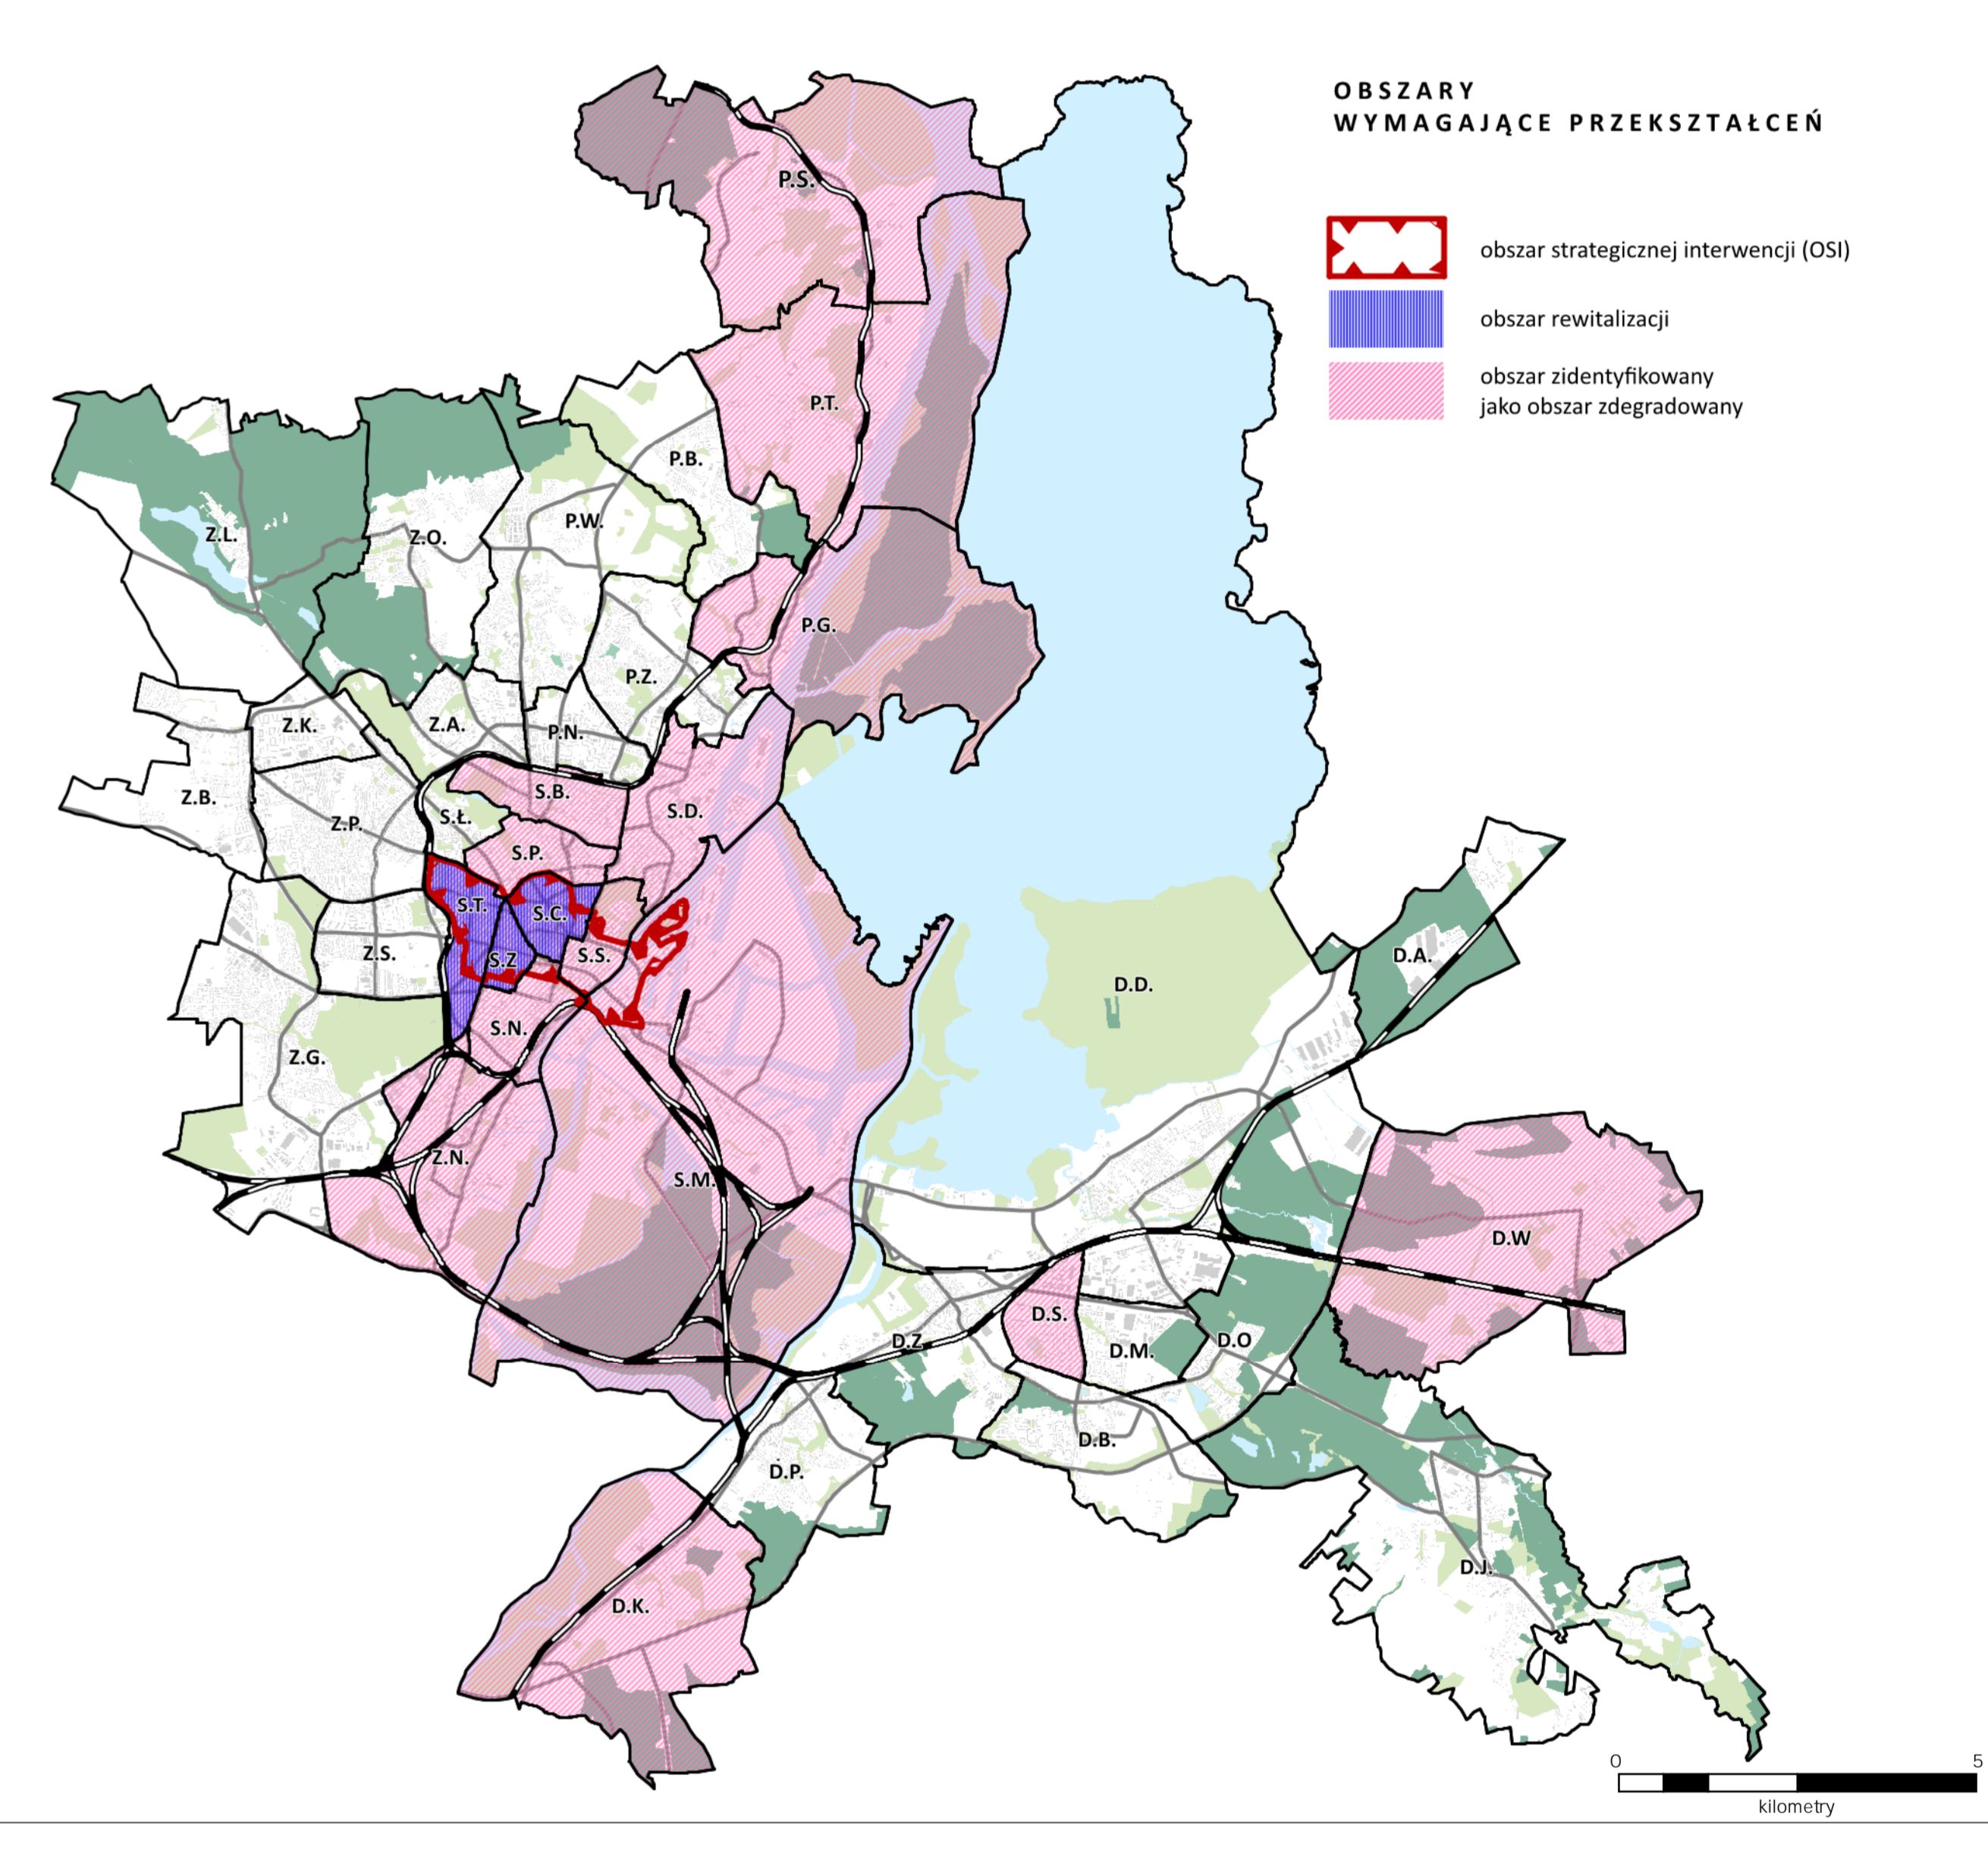 OBSZARY
WYMAGAJĄCE PRZEKSZTAŁCEŃ
obszar strategicznej interwencji (OSI)
obszar rewitalizacji
obszar zidentyfikowany
jako obszar zdegradowany
P.S.
P.T.
P.B.
P.W.
Z.L.
Z.O.
P.G.
P.Z.
Z.K.
Z.A.
P.N.
Z.B.
S.B.
S.D.
Z.P.
S.Ł.
S.P.
S.T.
S.C.
Z.S.
S.Z
S.S.
D.A.
D.D.
S.N.
Z.G.
Z.N.
S.M.
D.W
D.S.
D.Z
D.M.
D.O
D.B.
D.P.
D.J.
D.K.
0 5
kilometry